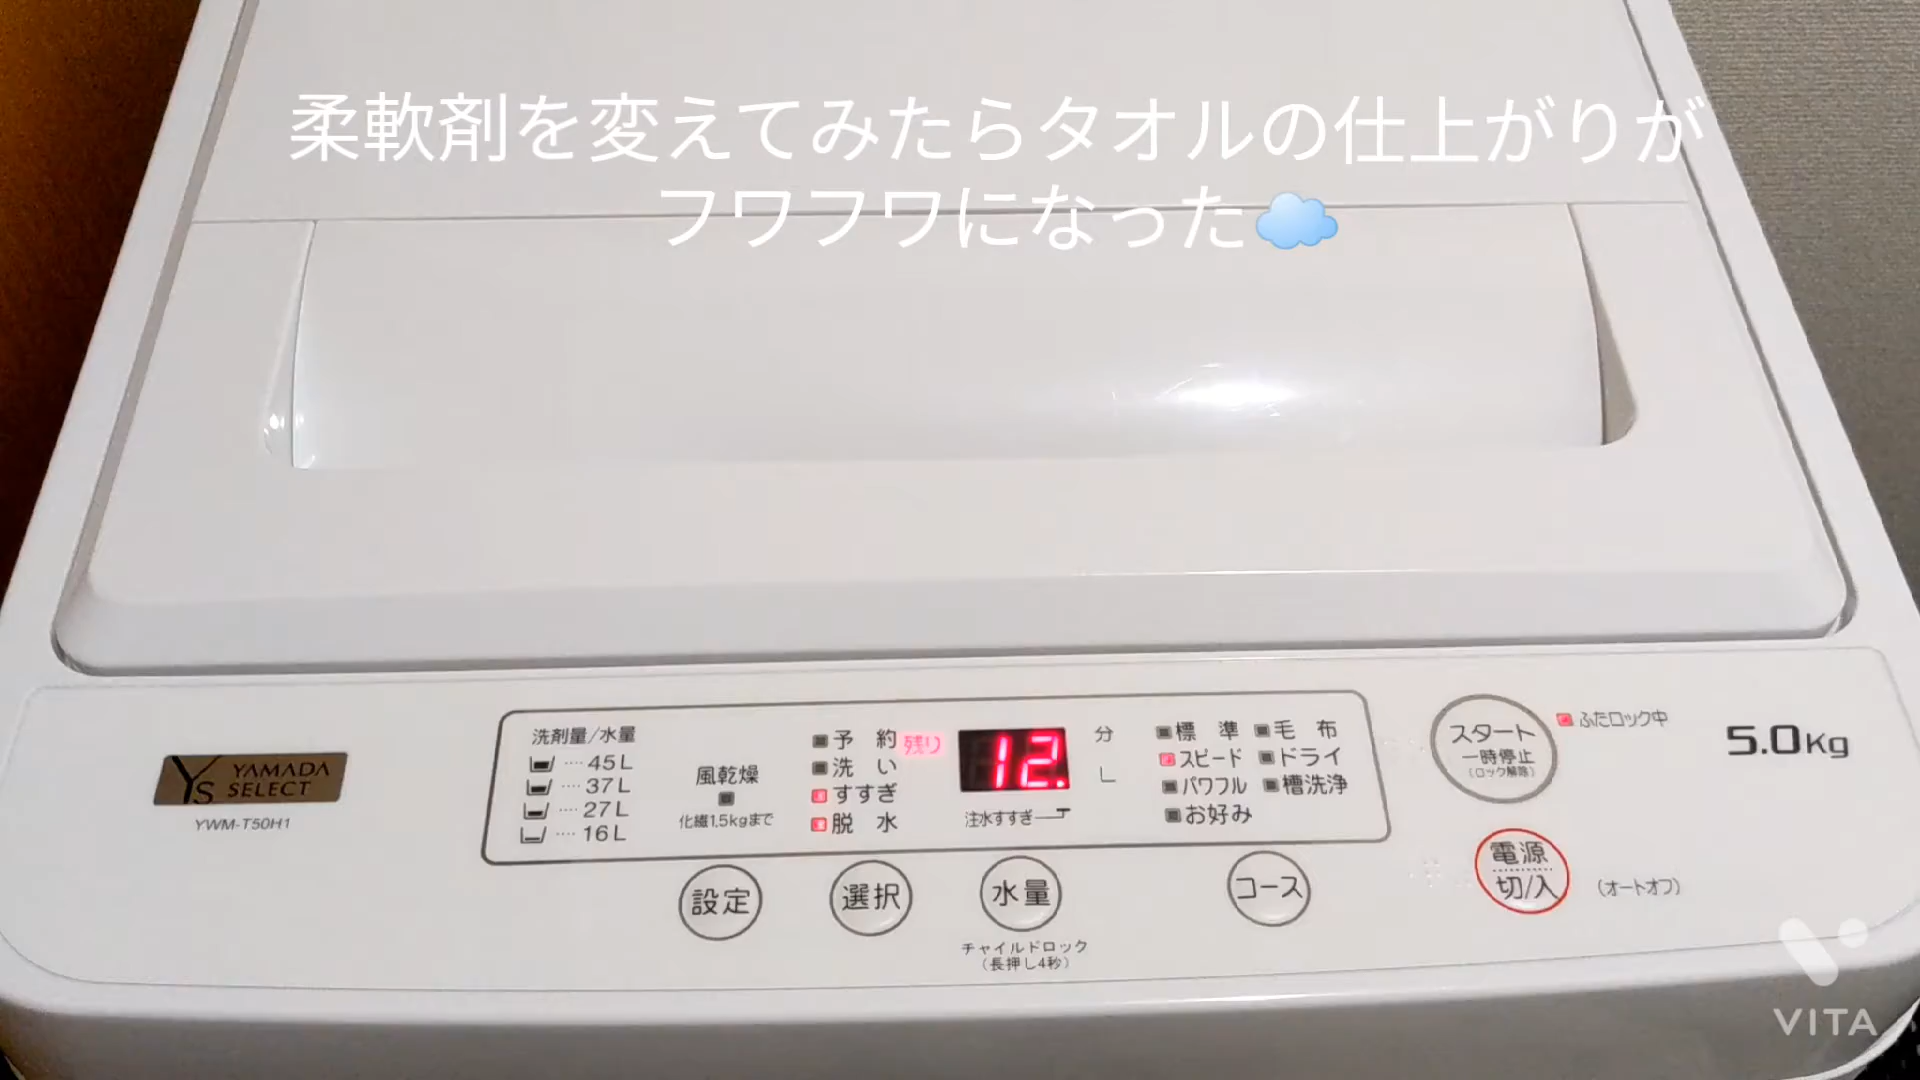 柔軟剤を変えてみたらタオルの仕上がりが
フワフワになった☁️
YAMADA
SELECT
YWM-T50H1
洗剤量/水量
45L
37L
27L
16L
風乾燥
化繊1.5kgまで
予約
洗い
すすぎ
脱水
残り
12.
分
L
注水すすぎ
標準
毛布
スピード
ドライ
パワフル
槽洗浄
お好み
スタート
一時停止
(ロック解除)
ふたロック中
5.0Kg
設定
選択
水量
チャイルドロック
(長押し4秒)
コース
電源
切/入
(オートオフ)
VITA